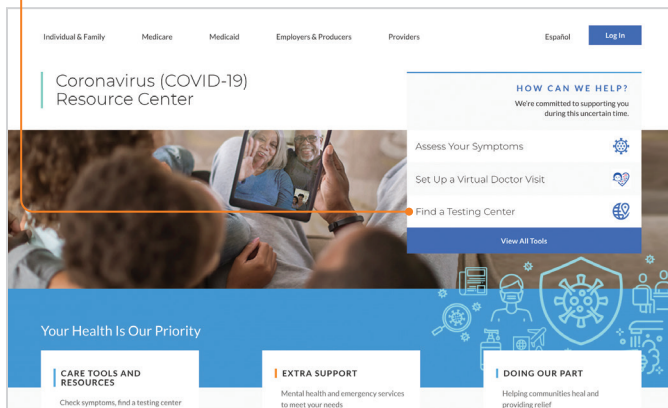 Individual & Family Medicare Medicaid Employers & Producers Providers Español Log In
Coronavirus (COVID-19)
Resource Center
HOW CAN WE HELP?
We're committed to supporting you
during this uncertain time.
Assess Your Symptoms
Set Up a Virtual Doctor Visit
Find a Testing Center
View All Tools
Your Health Is Our Priority
CARE TOOLS AND
RESOURCES
Check symptoms, find a testing center
EXTRA SUPPORT
Mental health and emergency services
to meet your needs
DOING OUR PART
Helping communities heal and
providing relief